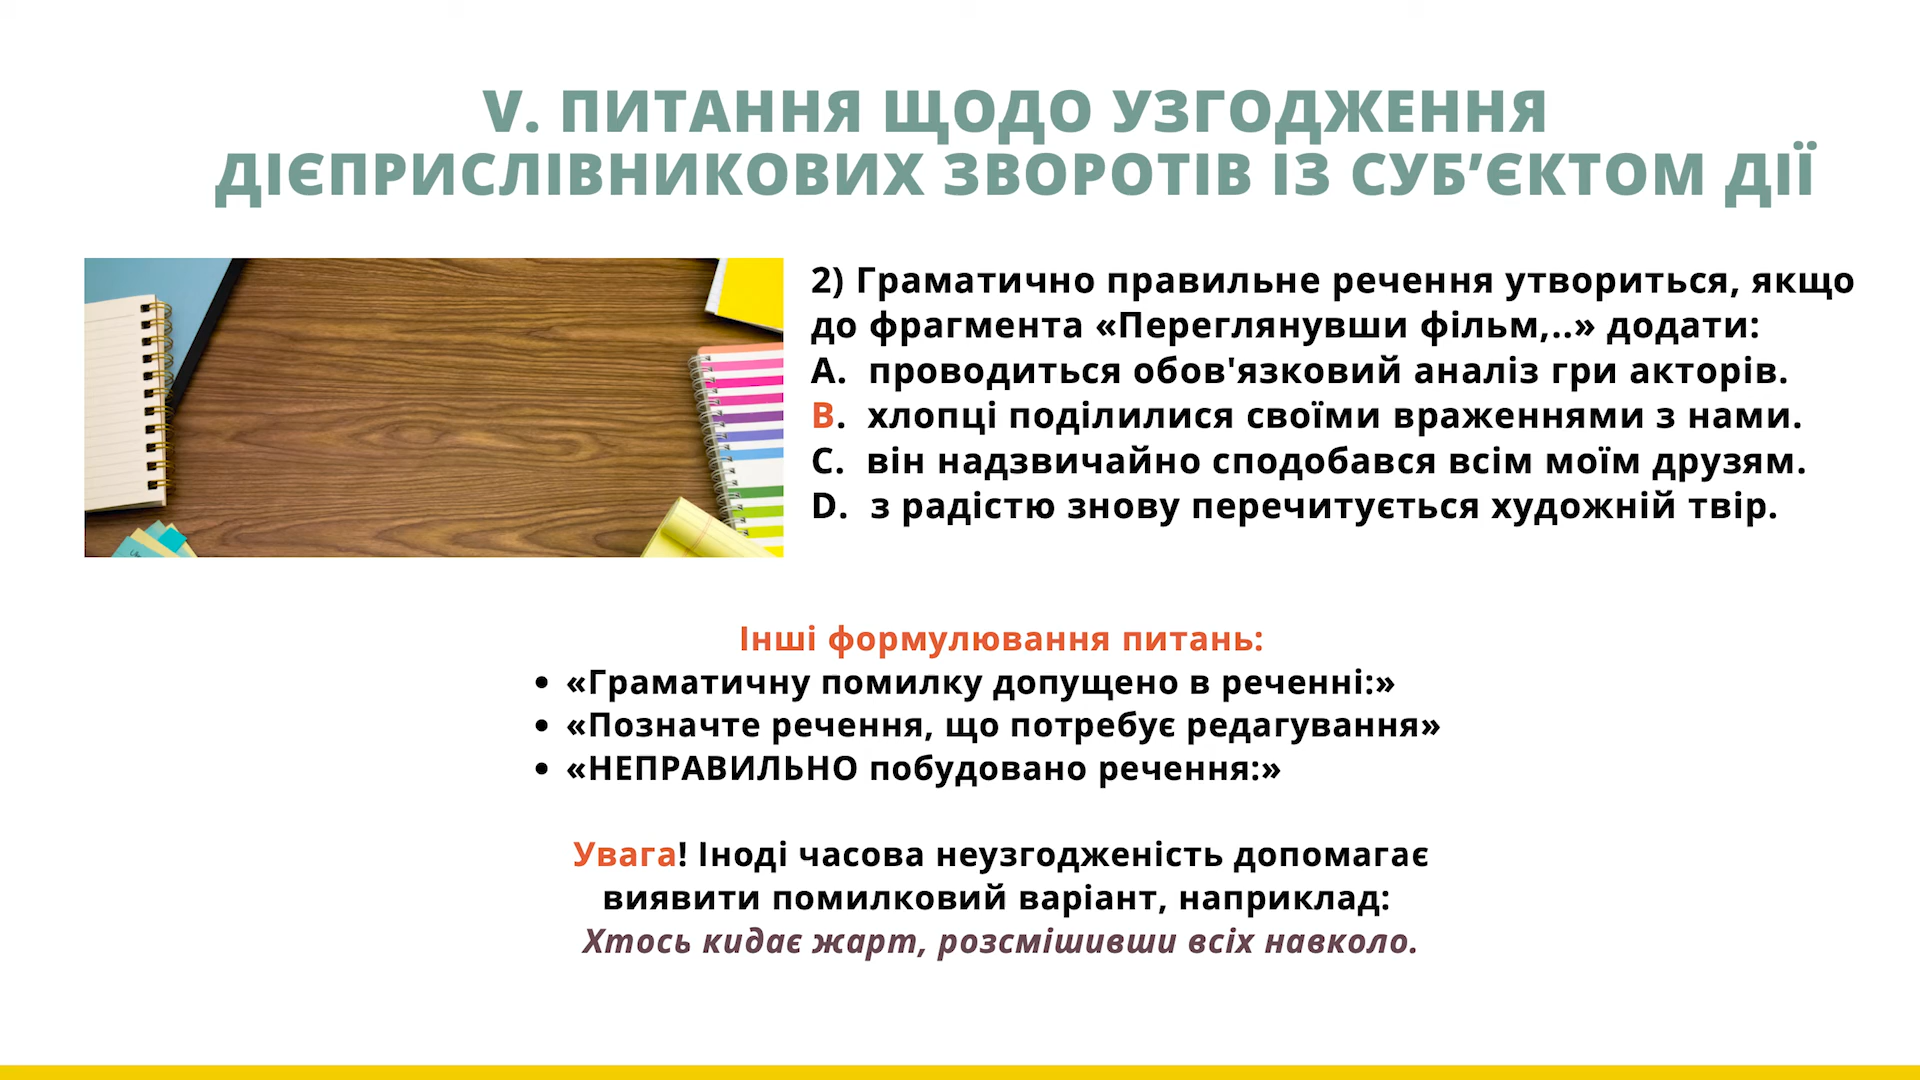 V. ПИТАННЯ ЩОДО УЗГОДЖЕННЯ
ДІЄПРИСЛІВНИКОВИХ ЗВОРОТІВ ІЗ СУБ’ЄКТОМ ДІЇ
2) Граматично правильне речення утвориться, якщо
до фрагмента «Переглянувши фільм,..» додати:
A. проводиться обов'язковий аналіз гри акторів.
B. хлопці поділилися своїми враженнями з нами.
C. він надзвичайно сподобався всім моїм друзям.
D. з радістю знову перечитується художній твір.
Інші формулювання питань:
• «Граматичну помилку допущено в реченні:»
• «Позначте речення, що потребує редагування»
• «НЕПРАВИЛЬНО побудовано речення:»
Увага! Іноді часова неузгодженість допомагає
виявити помилковий варіант, наприклад:
Хтось кидає жарт, розсмішивши всіх навколо.